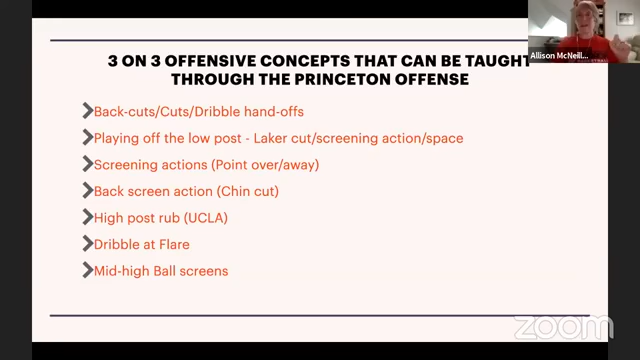 3 ON 3 OFFENSIVE CONCEPTS THAT CAN BE TAUGHT
THROUGH THE PRINCETON OFFENSE
Allison McNeill...
Back-cuts/Cuts/Dribble hand-offs
Playing off the low post - Laker cut/screening action/space
Screening actions (Point over/away)
Back screen action (Chin cut)
High post rub (UCLA)
Dribble at Flare
Mid-high Ball screens
zoom